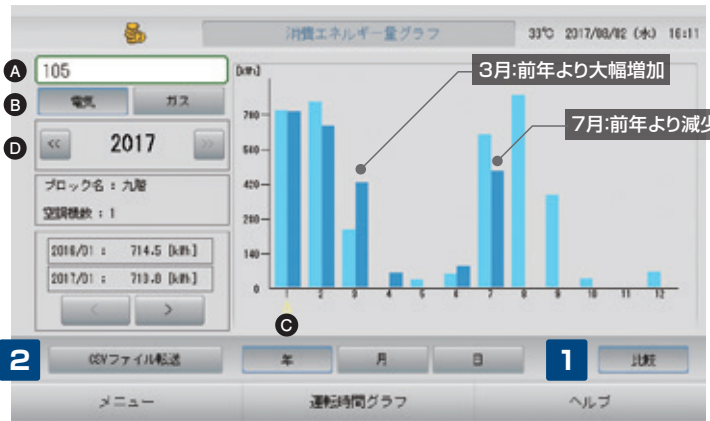 消費エネルギー量グラフ
33℃ 2017/08/02 (水) 16:11
A
105
B
電気
ガス
D
<<
2017
>>
ブロック名 : 九階
空調機数 : 1
2016/01 : 714.5 [kWh]
2017/01 : 713.0 [kWh]
<
>
[kWh]
700
560
420
280
140
0
1 2 3 4 5 6 7 8 9 10 11 12
C
3月:前年より大幅増加
7月:前年より減少
2
CSVファイル転送
年
月
日
1
比較
メニュー
運転時間グラフ
ヘルプ